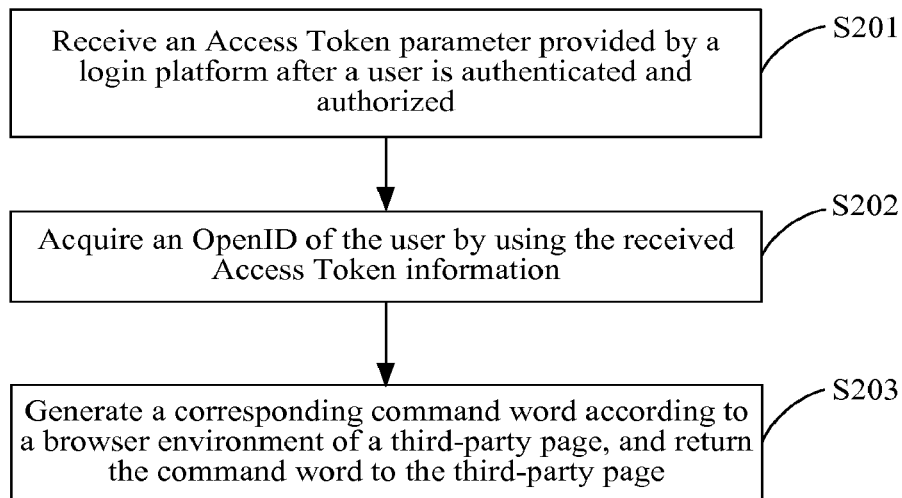 Receive an Access Token parameter provided by a
login platform after a user is authenticated and
authorized
S201
Acquire an OpenID of the user by using the received
Access Token information
S202
Generate a corresponding command word according to
a browser environment of a third-party page, and return
the command word to the third-party page
S203